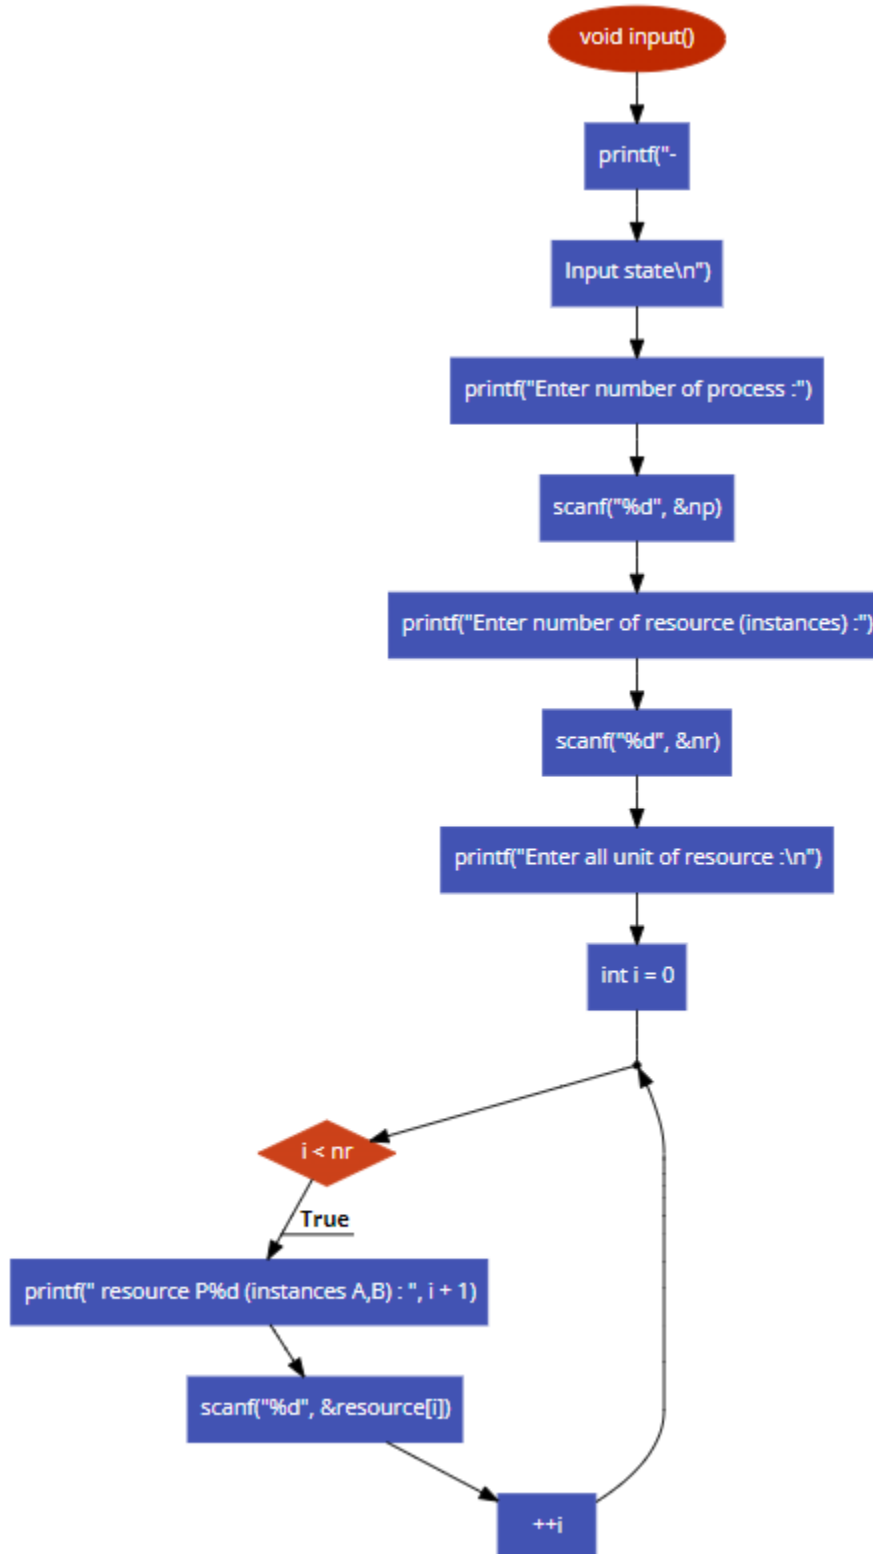 void input()
printf("-
Input state\n")
printf("Enter number of process :")
scanf("%d", &np)
printf("Enter number of resource (instances) :")
scanf("%d", &nr)
printf("Enter all unit of resource :\n")
int i = 0
i < nr
True
printf(" resource P%d (instances A,B) : ", i + 1)
scanf("%d", &resource[i])
++i